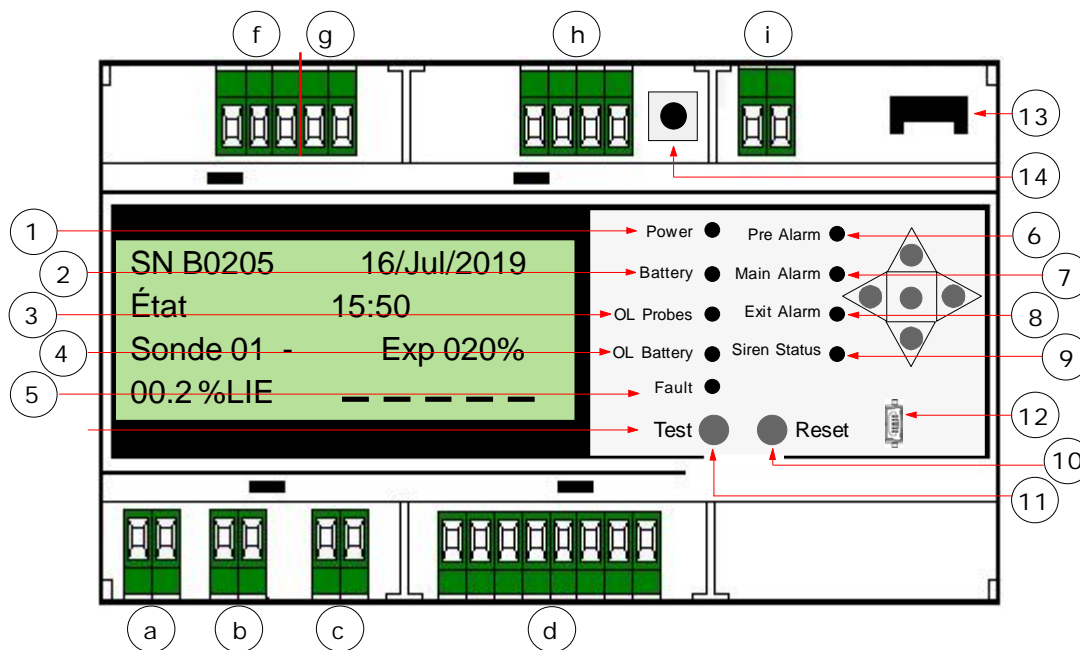 f g h i
13
14
1 Power Pre Alarm 6
SN B0205 16/Jul/2019
2 Battery Main Alarm 7
État 15:50
3 OL Probes Exit Alarm 8
Sonde 01 - Exp 020%
4 OL Battery Siren Status 9
5 Fault
00.2 %LIE _ _ _ _ _
12
Test Reset
10
11
a b c d